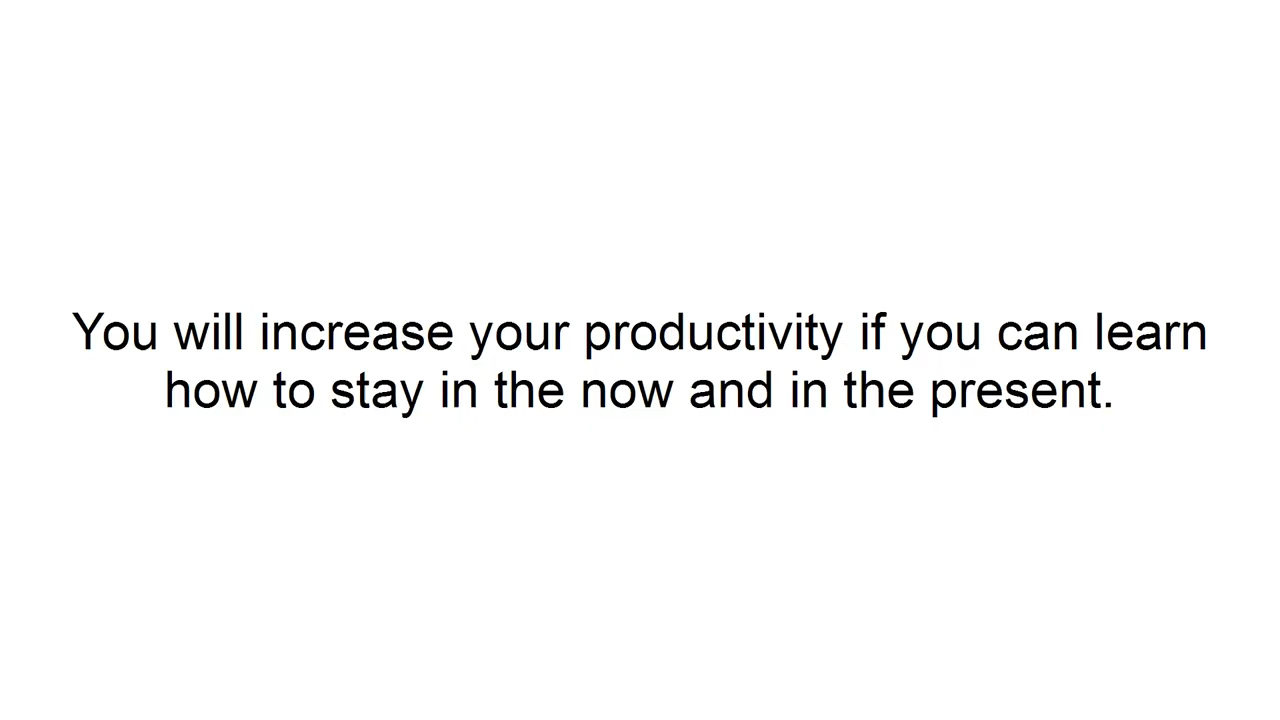 You will increase your productivity if you can learn
how to stay in the now and in the present.